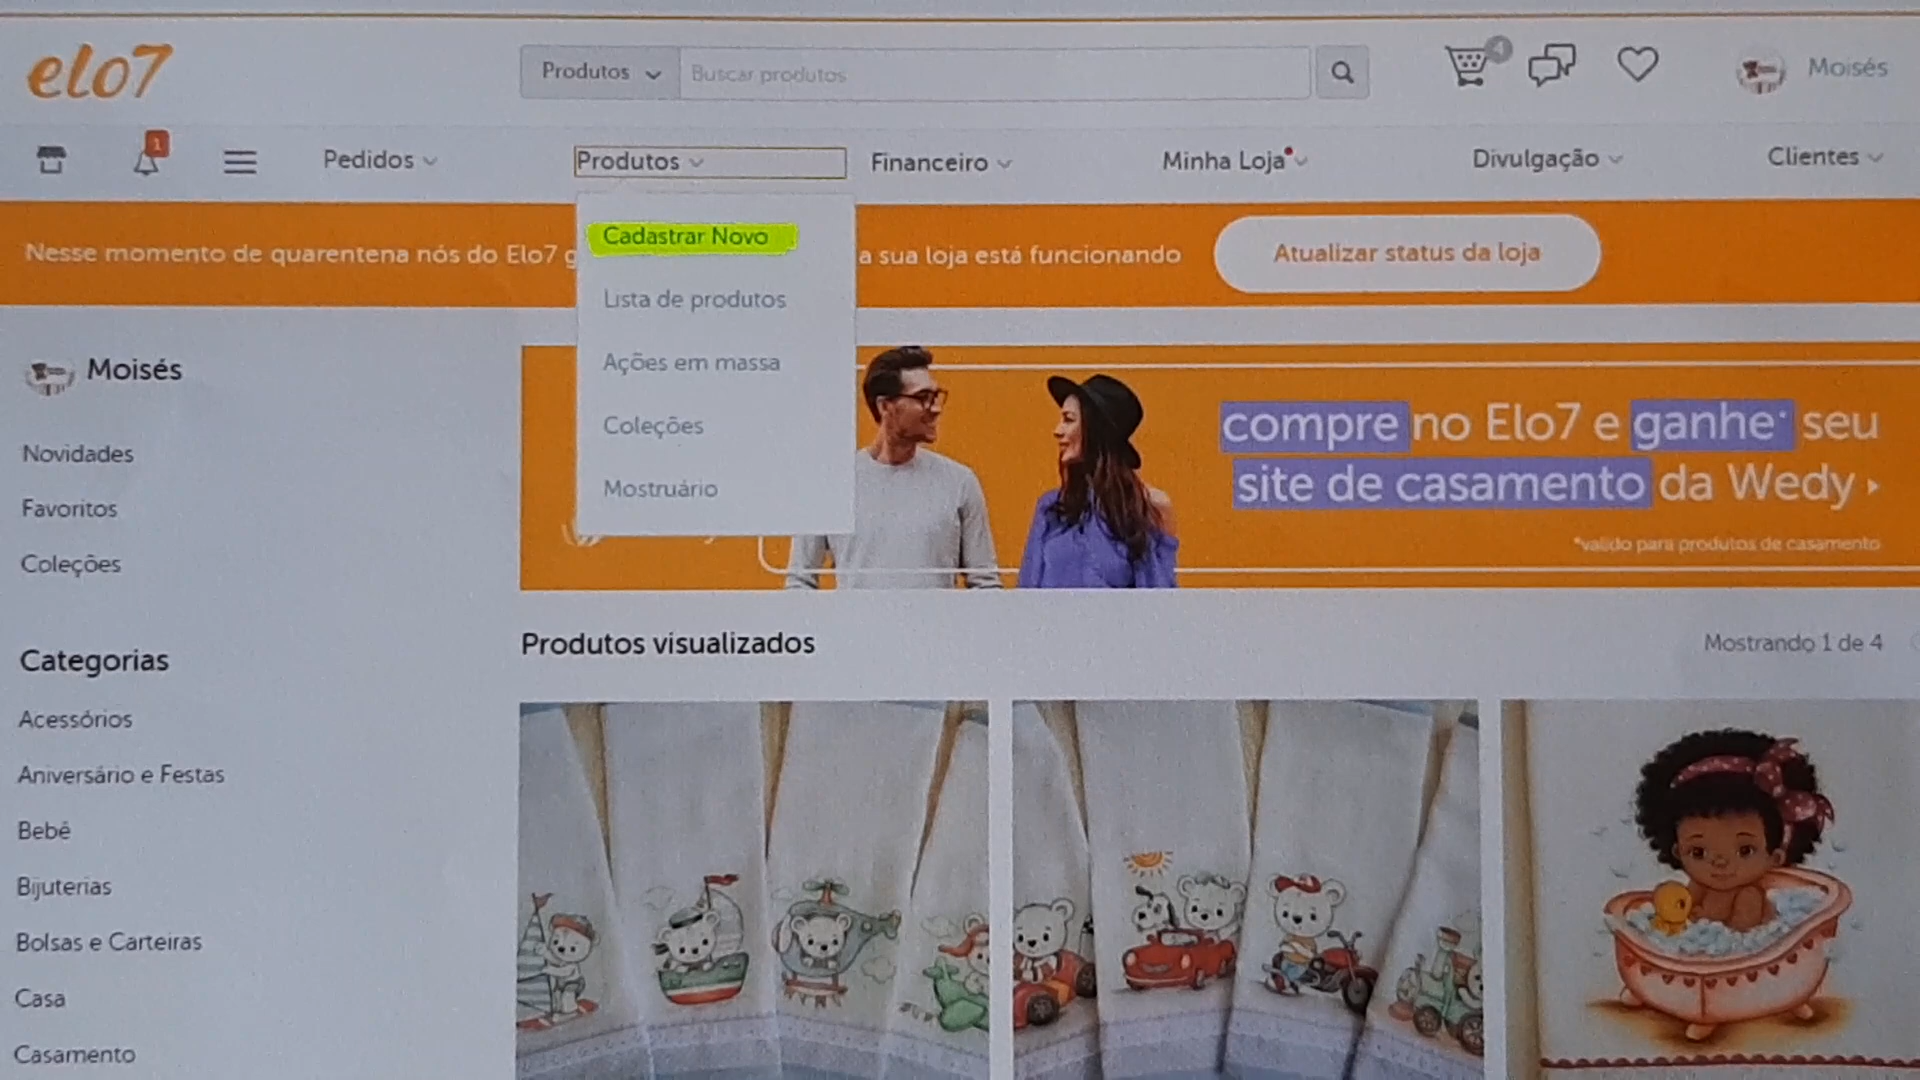 elo7
Produtos
Buscar produtos
4
Moisés
1
Pedidos
Produtos
Financeiro
Minha Loja
Divulgação
Clientes
Nesse momento de quarentena nós do Elo7 g
a sua loja está funcionando
Atualizar status da loja
Cadastrar Novo
Lista de produtos
Ações em massa
Coleções
Mostruário
Moisés
Novidades
Favoritos
Coleções
compre no Elo7 e ganhe* seu
site de casamento da Wedy
*valido para produtos de casamento
Produtos visualizados
Mostrando 1 de 4
Categorias
Acessórios
Aniversário e Festas
Bebê
Bijuterias
Bolsas e Carteiras
Casa
Casamento